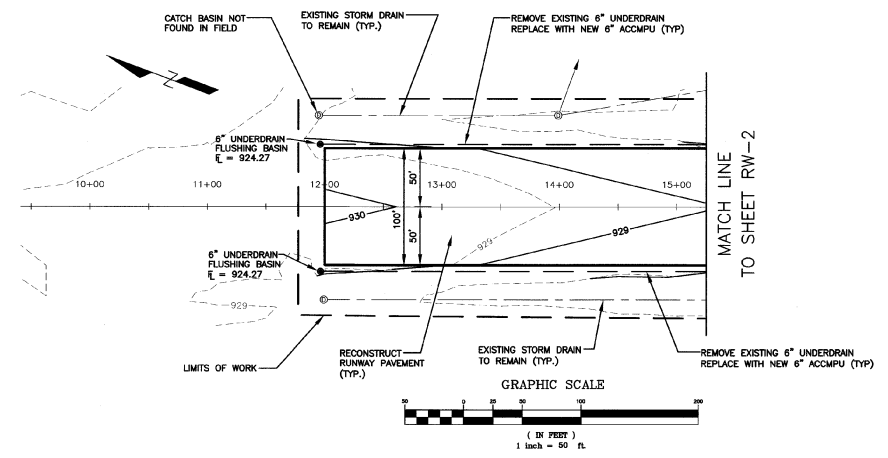 CATCH BASIN NOT
FOUND IN FIELD
EXISTING STORM DRAIN
TO REMAIN (TYP.)
REMOVE EXISTING 6" UNDERDRAIN
REPLACE WITH NEW 6" ACCMPU (TYP)
Z
6" UNDERDRAIN
FLUSHING BASIN
= 924.27
10+00
11+00
12+00
13+00
14+00
15+00
50'
100'
50'
930
929
929
929
MATCH LINE
TO SHEET RW-2
6" UNDERDRAIN
FLUSHING BASIN
= 924.27
LIMITS OF WORK
RECONSTRUCT
RUNWAY PAVEMENT
(TYP.)
EXISTING STORM DRAIN
TO REMAIN (TYP.)
REMOVE EXISTING 6" UNDERDRAIN
REPLACE WITH NEW 6" ACCMPU (TYP)
GRAPHIC SCALE
50 0 25 50 100 200
( IN FEET )
1 inch = 50 ft.